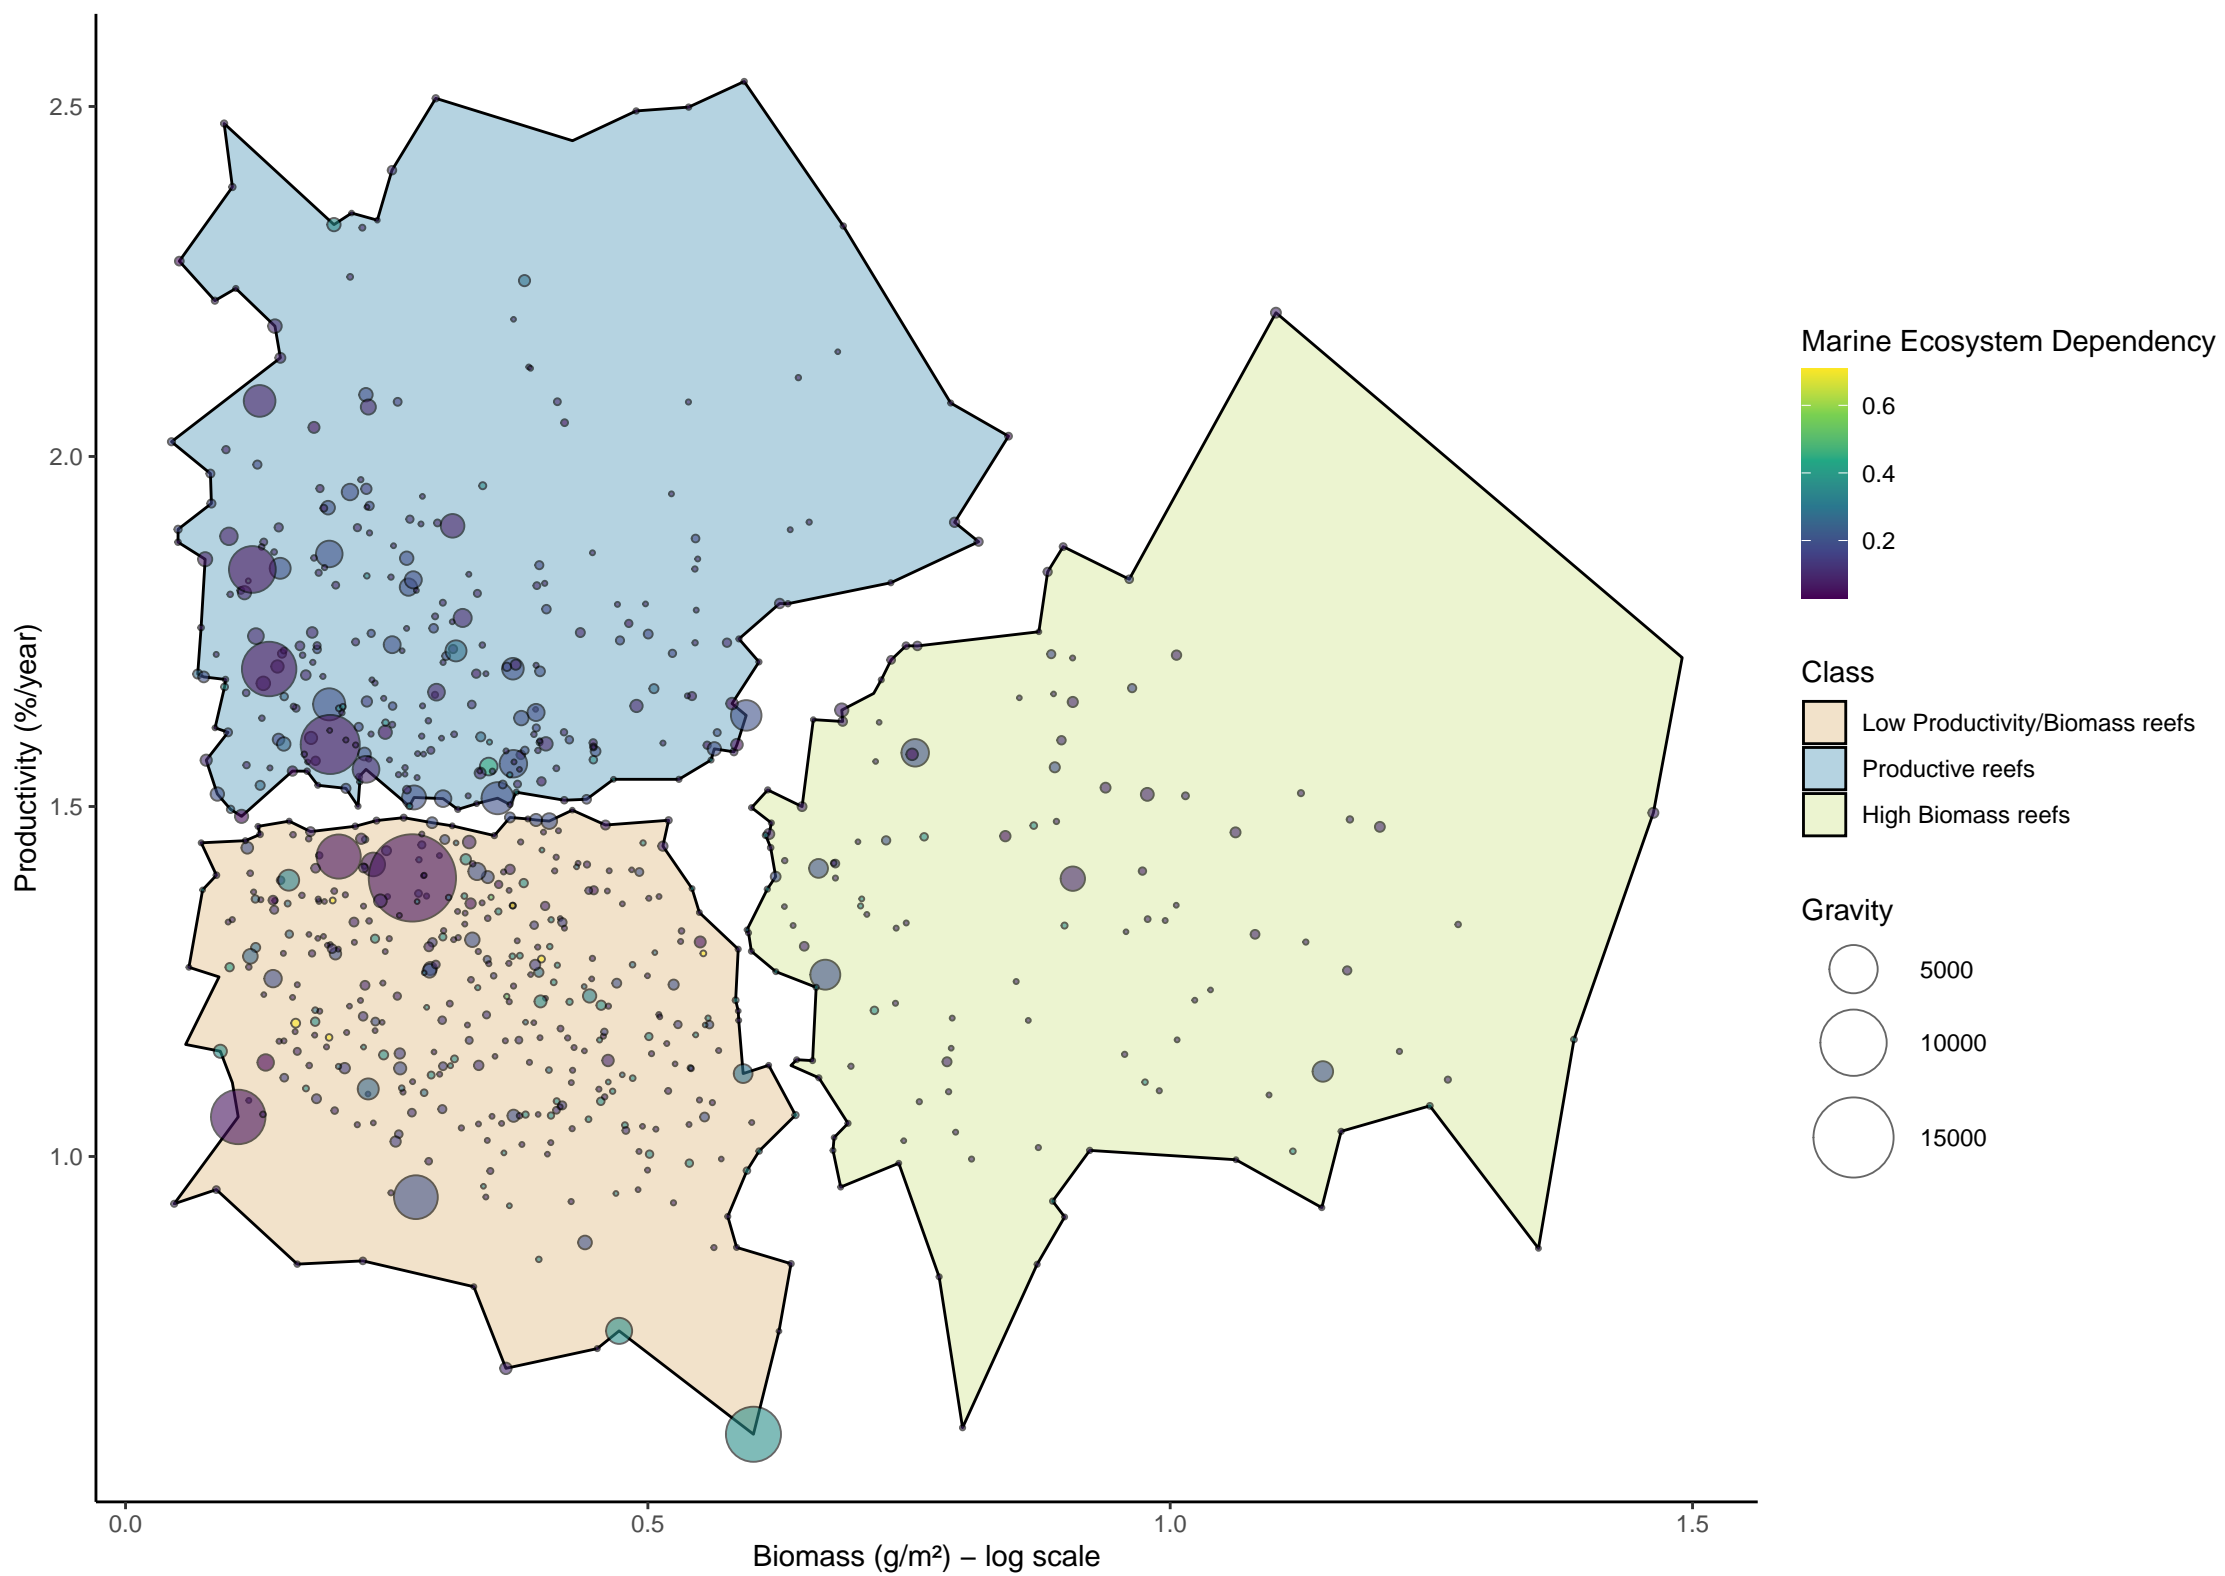 2.5
2.0
1.5
1.0
Productivity (%/year)
0.0
0.5
1.0
1.5
Biomass (g/m²) − log scale
Marine Ecosystem Dependency
0.6
0.4
0.2
Class
Low Productivity/Biomass reefs
Productive reefs
High Biomass reefs
Gravity
5000
10000
15000